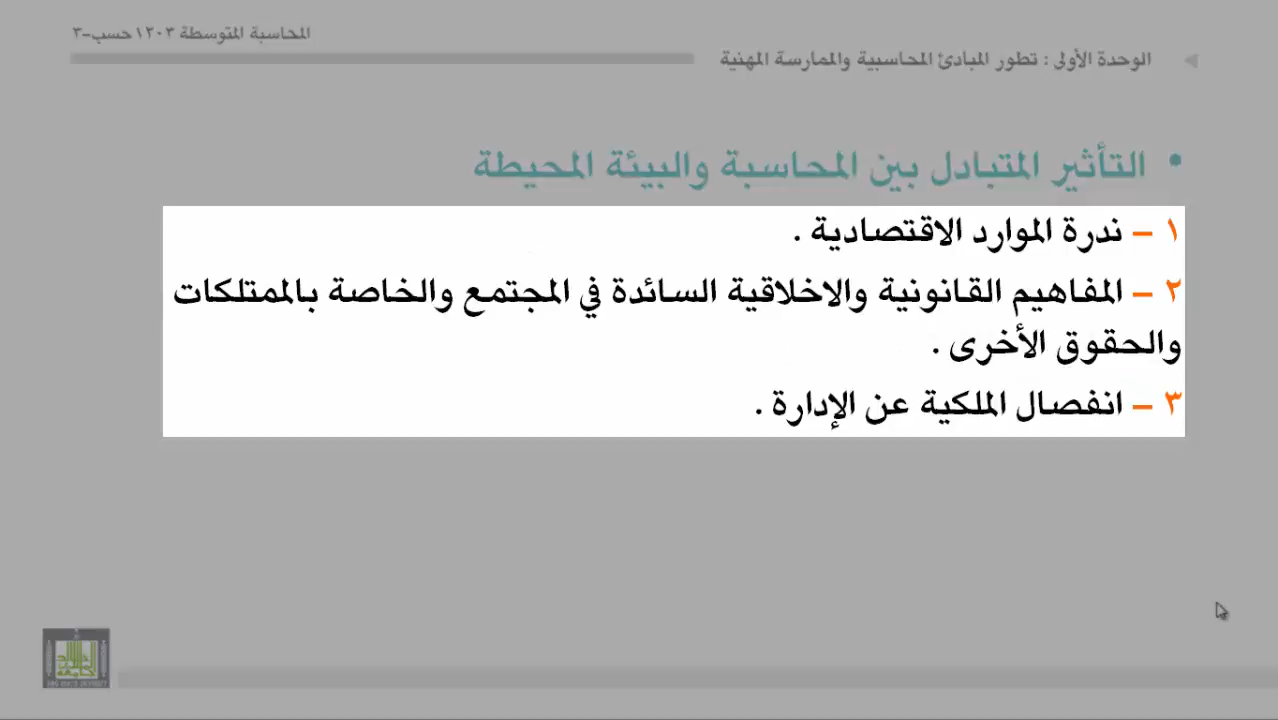 المحاسبة المتوسطة ١٢٠٣ حسب-٣
الوحدة الأولى : تطور المبادئ المحاسبية والممارسة المهنية
• التأثير المتبادل بين المحاسبة والبيئة المحيطة
١ – ندرة الموارد الاقتصادية .
٢ – المفاهيم القانونية والاخلاقية السائدة في المجتمع والخاصة بالممتلكات
والحقوق الأخرى .
٣ – انفصال الملكية عن الإدارة .